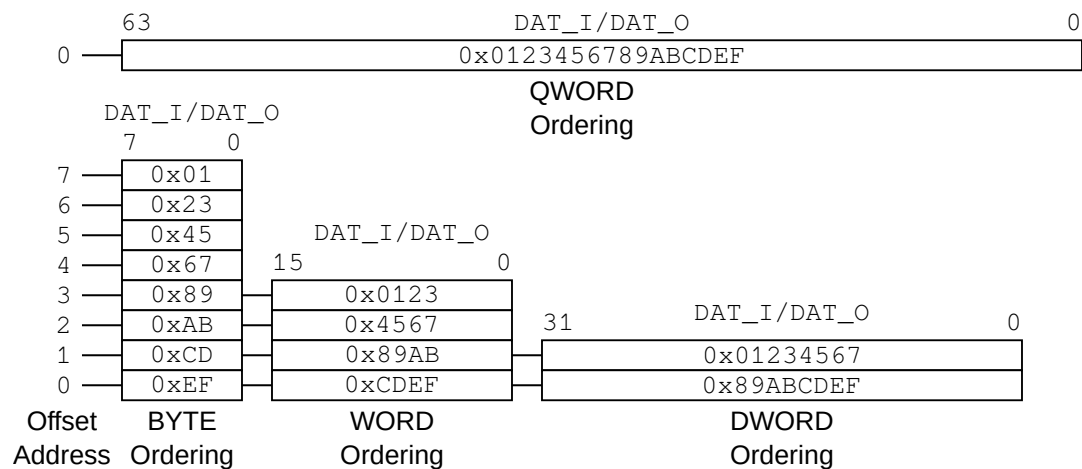 63 DAT_I/DAT_O 0
0 0x0123456789ABCDEF
QWORD
Ordering
DAT_I/DAT_O
7 0
7 0x01
6 0x23
5 0x45 DAT_I/DAT_O
4 0x67 15 0
3 0x89 0x0123
2 0xAB 0x4567 31 DAT_I/DAT_O 0
1 0xCD 0x89AB 0x01234567
0 0xEF 0xCDEF 0x89ABCDEF
Offset BYTE WORD DWORD
Address Ordering Ordering Ordering